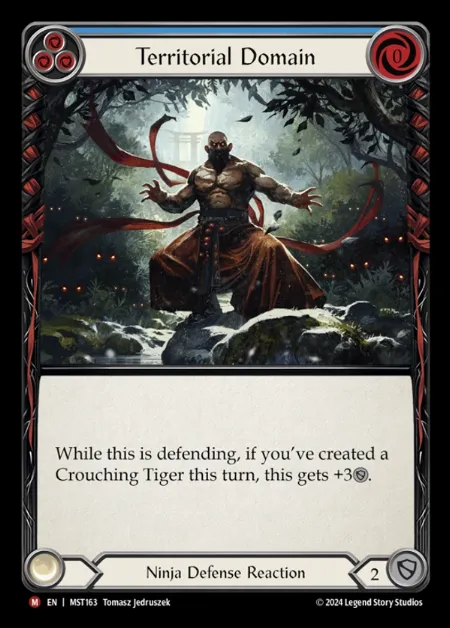 Territorial Domain
0
While this is defending, if you've created a
Crouching Tiger this turn, this gets +3.
Ninja Defense Reaction
2
M EN | MST163 Tomasz Jedruszek
© 2024 Legend Story Studios